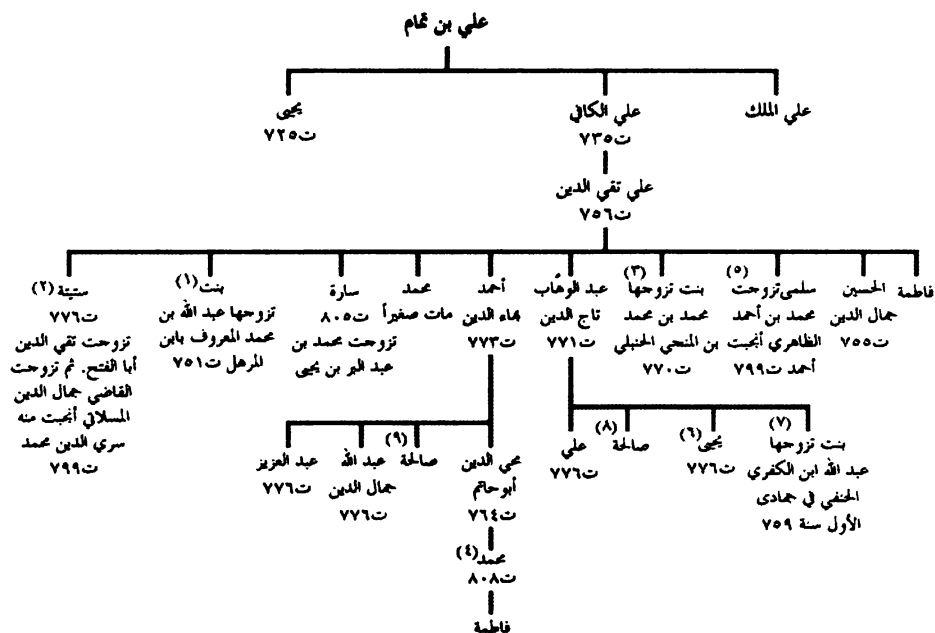 علي بن تمام
علي الملك
علي الكافي
ت٧٣٥
يحيى
ت٧٢٥
علي تقي الدين
ت٧٥٦
فاطمة
الحسين
جمال الدين
ت٧٥٥
سلمى تزوجت (٥)
محمد بن أحمد
الظاهري أنجبت
أحمد ت٧٩٩
بنت تزوجها (٣)
محمد بن محمد
بن المنحي الحنبلي
ت٧٧٠
عبد الوهَّاب
تاج الدين
ت٧٧١
أحمد
بهاء الدين
ت٧٧٣
محمد
مات صغيراً
سارة
ت٨٠٥
تزوجت محمد بن
عبد البر بن يحيى
بنت (١)
تزوجها عبد الله بن
محمد المعروف بابن
المرهل ت٧٥١
ستيتة (٢)
ت٧٧٦
تزوجت تقي الدين
أبا الفتح. ثم تزوجت
القاضي جمال الدين
المسلاتي أنجبت منه
سري الدين محمد
ت٧٩٩
بنت تزوجها (٧)
عبد الله ابن الكفري
الحنفي في جمادى
الأول سنة ٧٥٩
يحيى (٦)
ت٧٧٦
صالحة (٨)
علي
ت٧٧٦
محي الدين
أبو حاتم
ت٧٦٤
صالحة (٩)
عبد الله
جمال الدين
ت٧٧٦
عبد العزيز
ت٧٧٦
محمد (٤)
ت٨٠٨
فاطمة